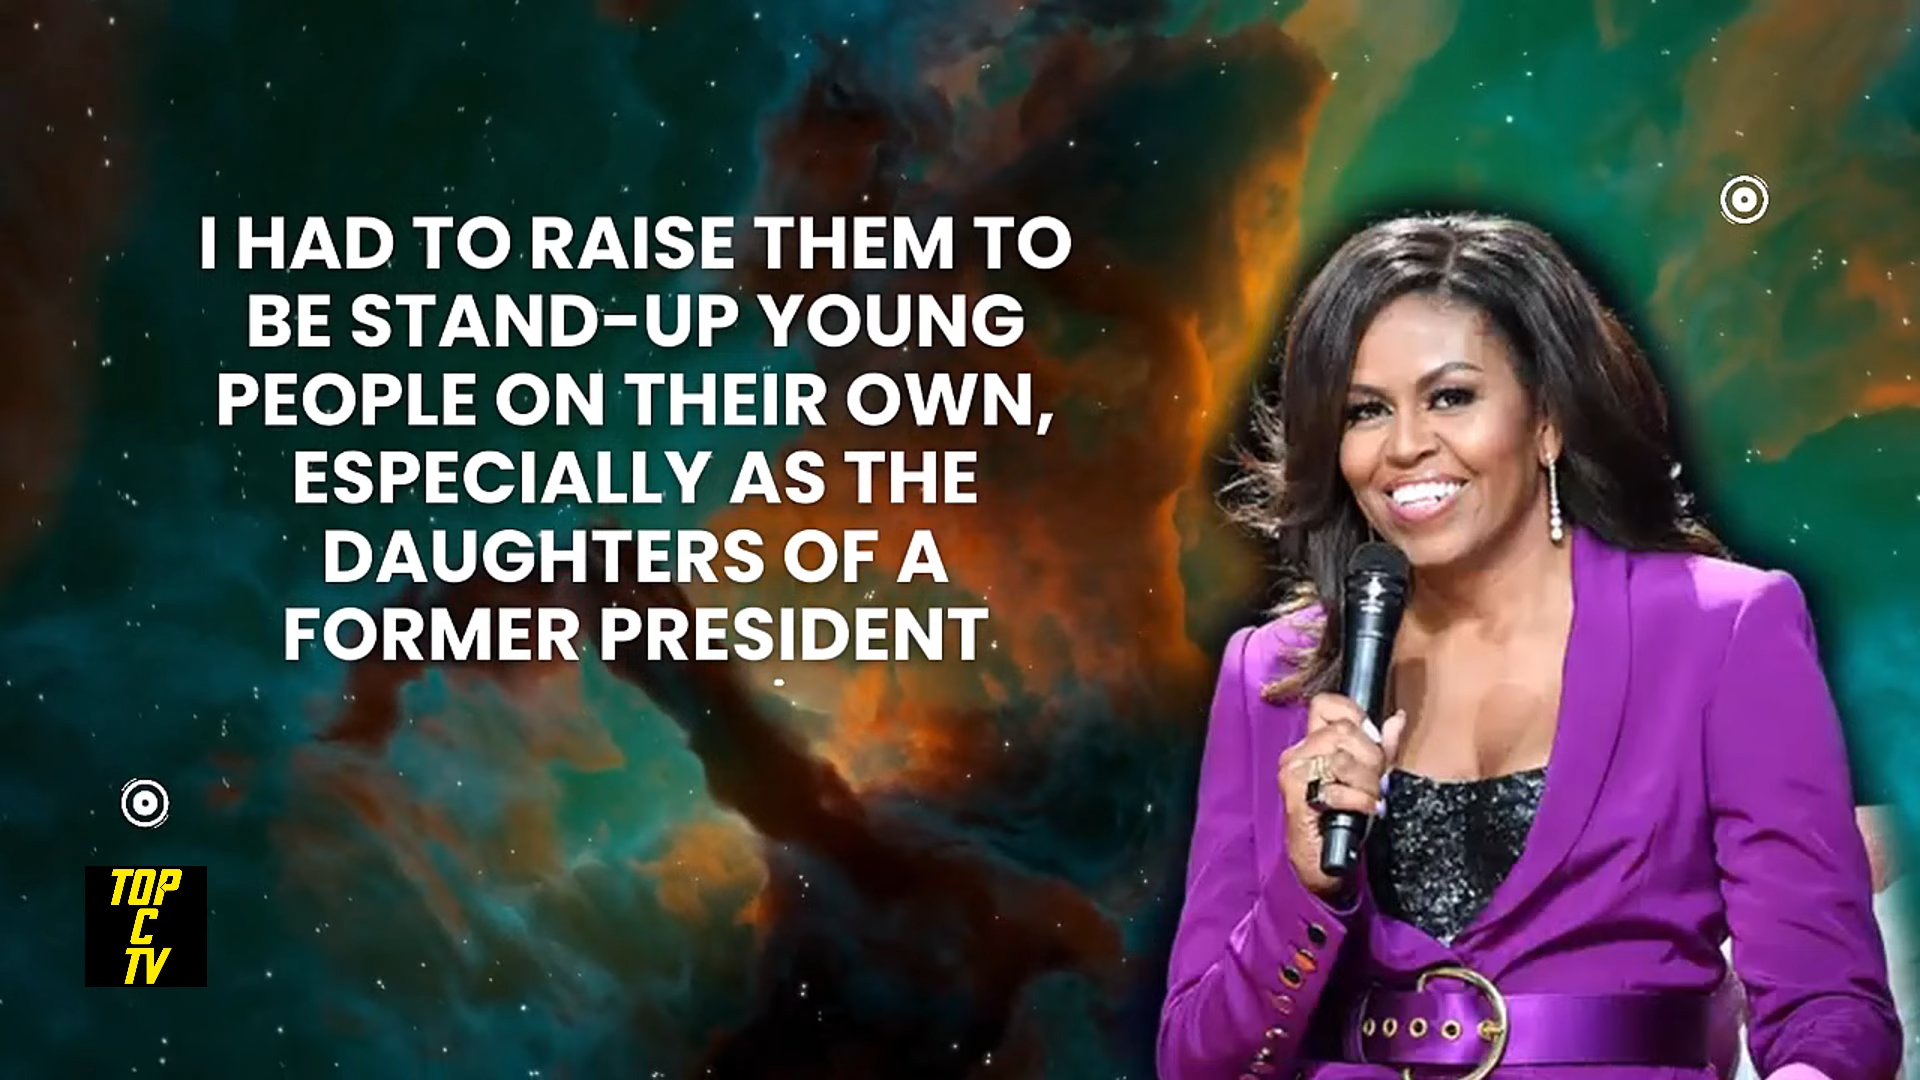 I HAD TO RAISE THEM TO
BE STAND-UP YOUNG
PEOPLE ON THEIR OWN,
ESPECIALLY AS THE
DAUGHTERS OF A
FORMER PRESIDENT
TOP
C
TV